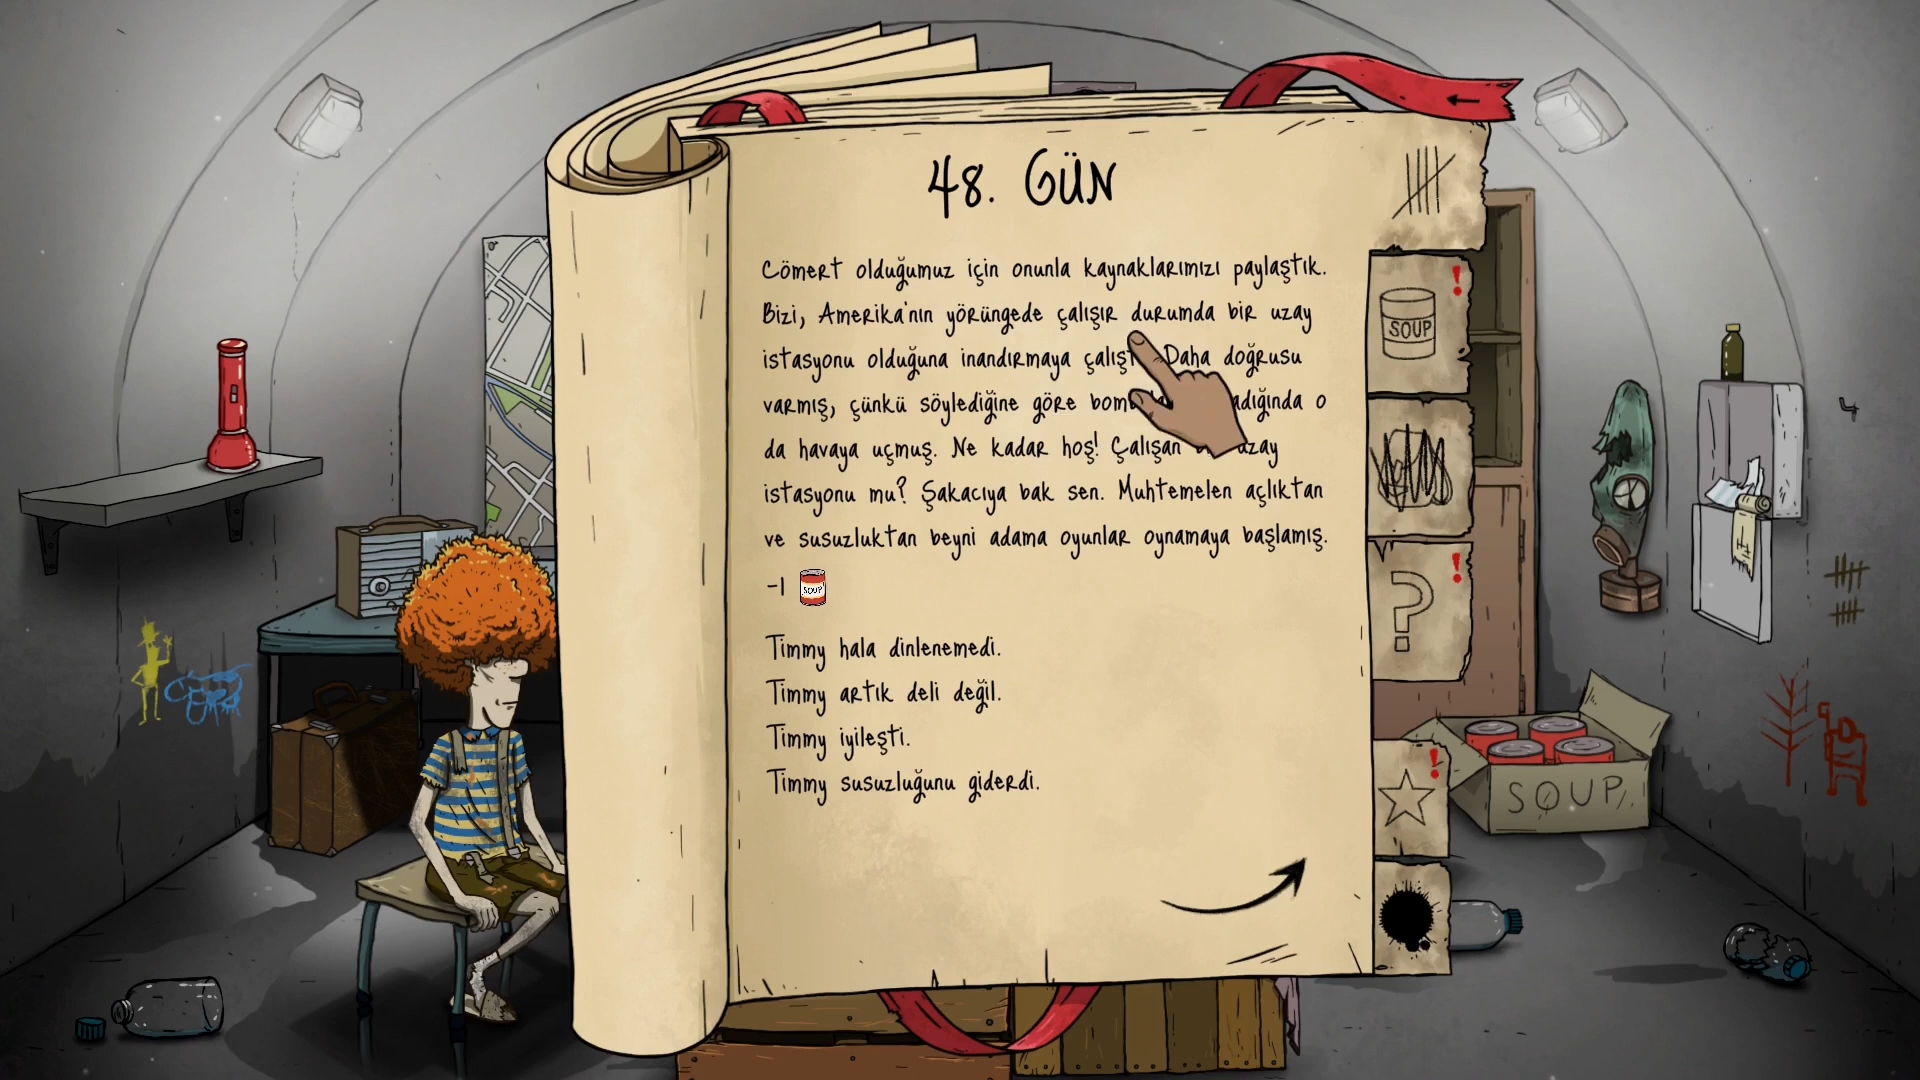 48. GÜN
Cömert olduğumuz için onunla kaynaklarımızı paylaştık.
Bizi, Amerika'nın yörüngede çalışır durumda bir uzay
istasyonu olduğuna inandırmaya Daha doğrusu
varmış, çünkü söylediğine göre o
da havaya uçmuş. Ne kadar hoş! Çalışan uzay
istasyonu mu? Şakacıya bak sen. Muhtemelen açlıktan
ve susuzluktan beyni adama oyunlar oynamaya başlamış.
-1 SOUP
Timmy hala dinlenemedi.
Timmy artık deli değil.
Timmy iyileşti.
Timmy susuzluğunu giderdi.
SOUP
!
?
!
!
SOUP